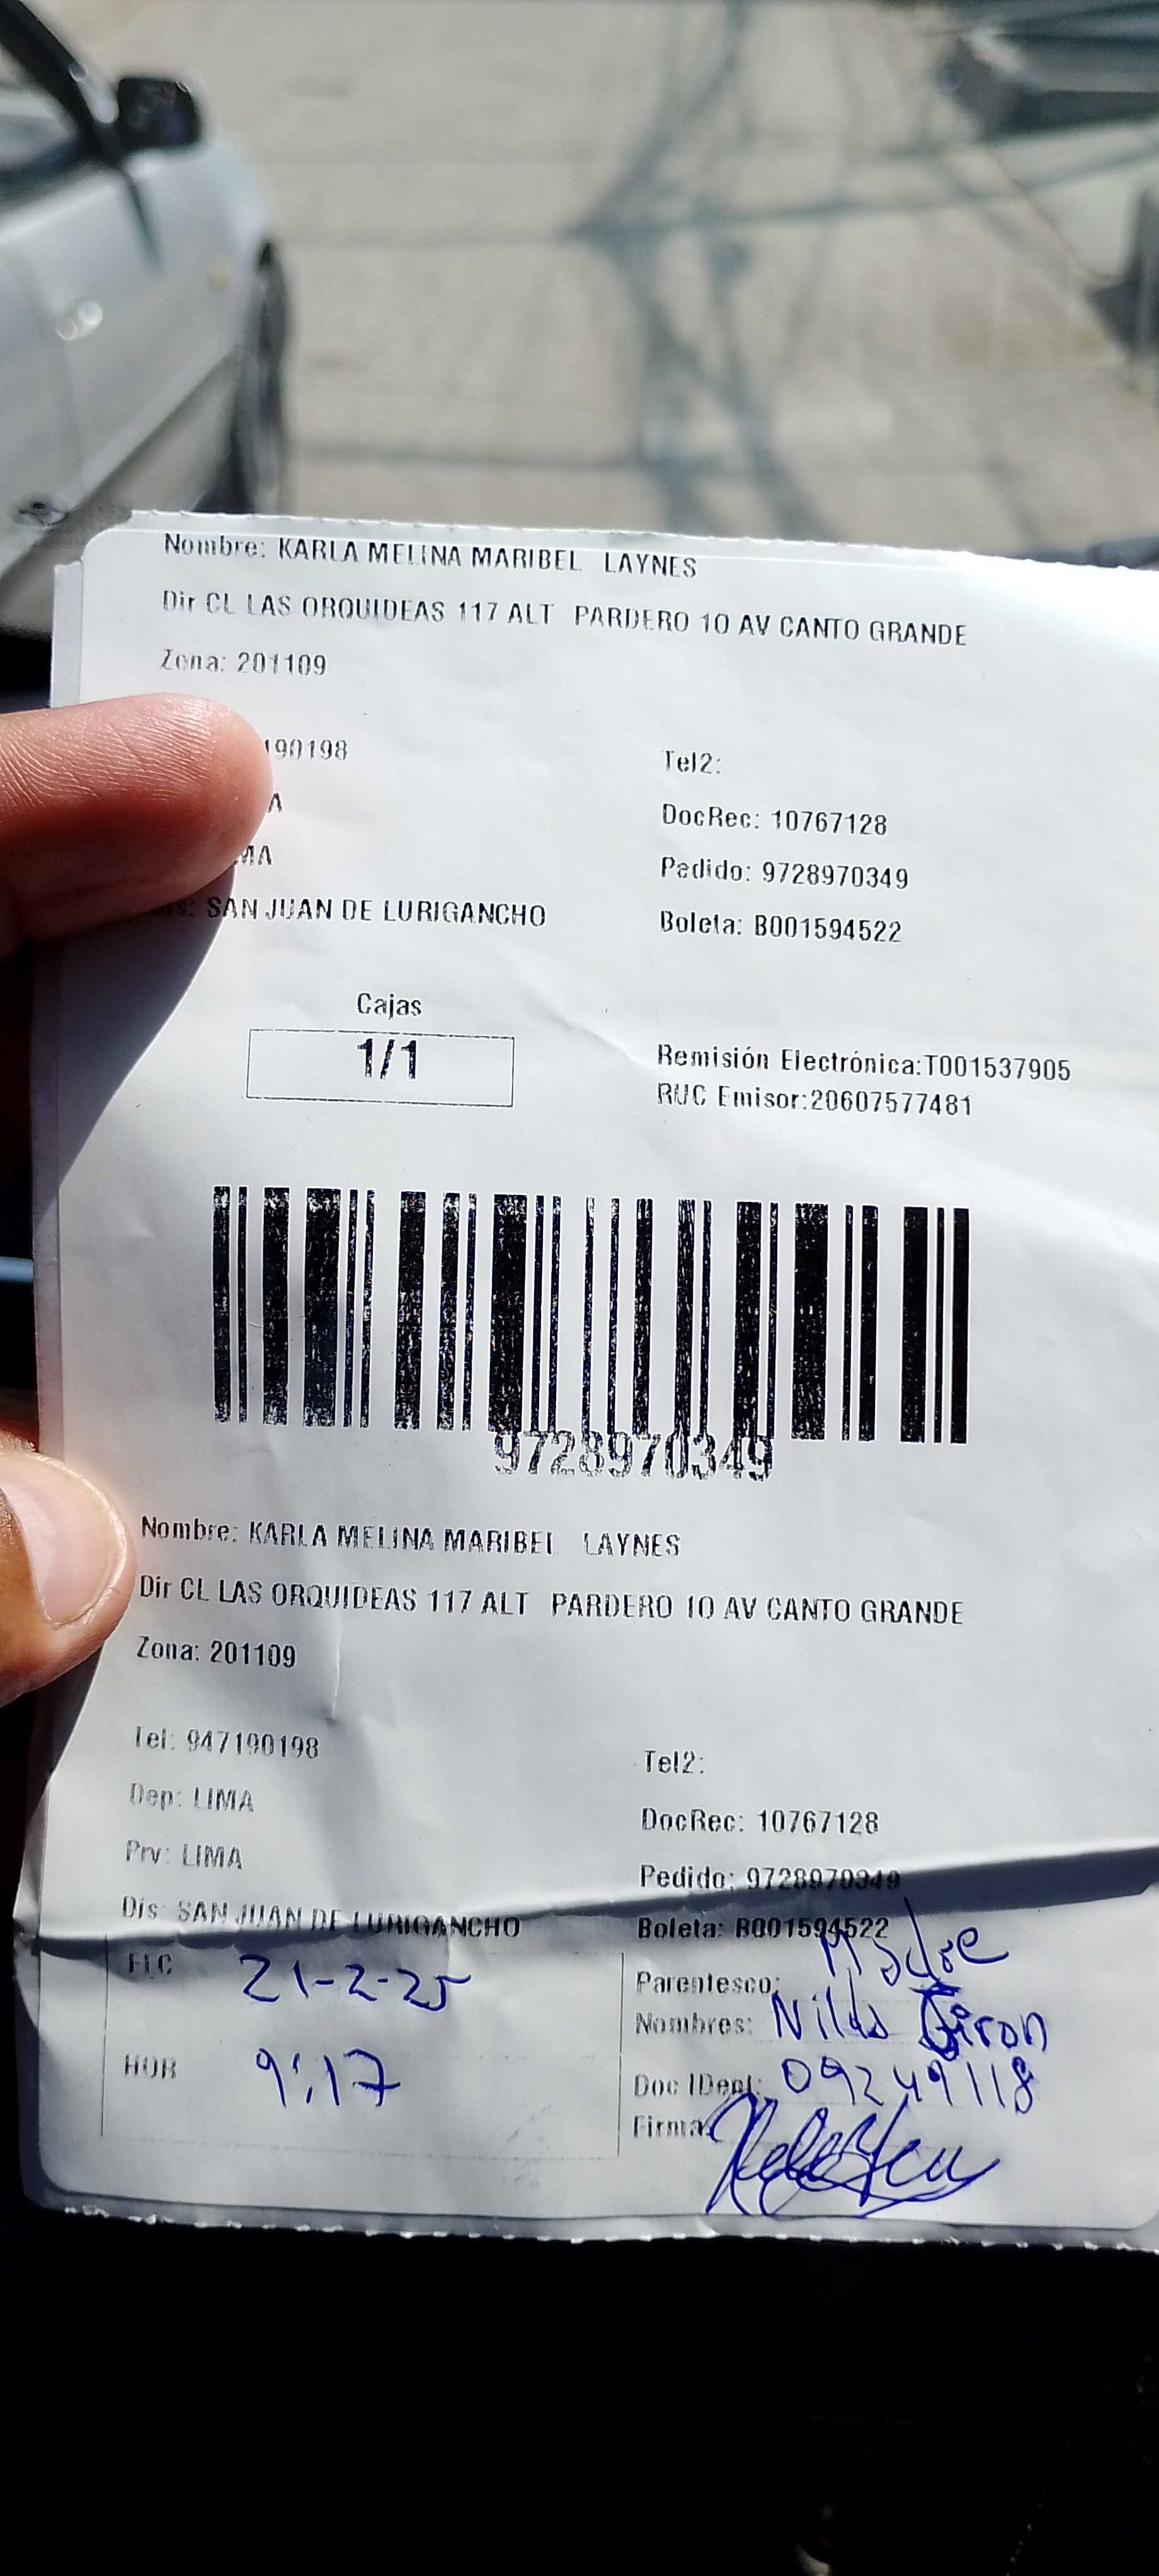 Nombre: KARLA MELINA MARIBEL LAYNES
Dir CL LAS ORQUIDEAS 117 ALT PARDERO 10 AV CANTO GRANDE
Zona: 201109
190198
Tel2:
A
DocRec: 10767128
MA
Pedido: 9728970349
Dis: SAN JUAN DE LURIGANCHO
Boleta: B001594522
Cajas
1/1
Remisión Electrónica:T001537905
RUC Emisor:20607577481
9728970349
Nombre: KARLA MELINA MARIBEL LAYNES
Dir CL LAS ORQUIDEAS 117 ALT PARDERO 10 AV CANTO GRANDE
Zona: 201109
Tel: 947190198
Tel2:
Dep: LIMA
DocRec: 10767128
Prv: LIMA
Pedido: 9728970349
Dis: SAN JUAN DE LURIGANCHO
Boleta: B001594522
21-2-25
Parentesco: Madre
Nombres: Nilda Giron
HOR 9:17
Doc IDent: 09249118
Firma: